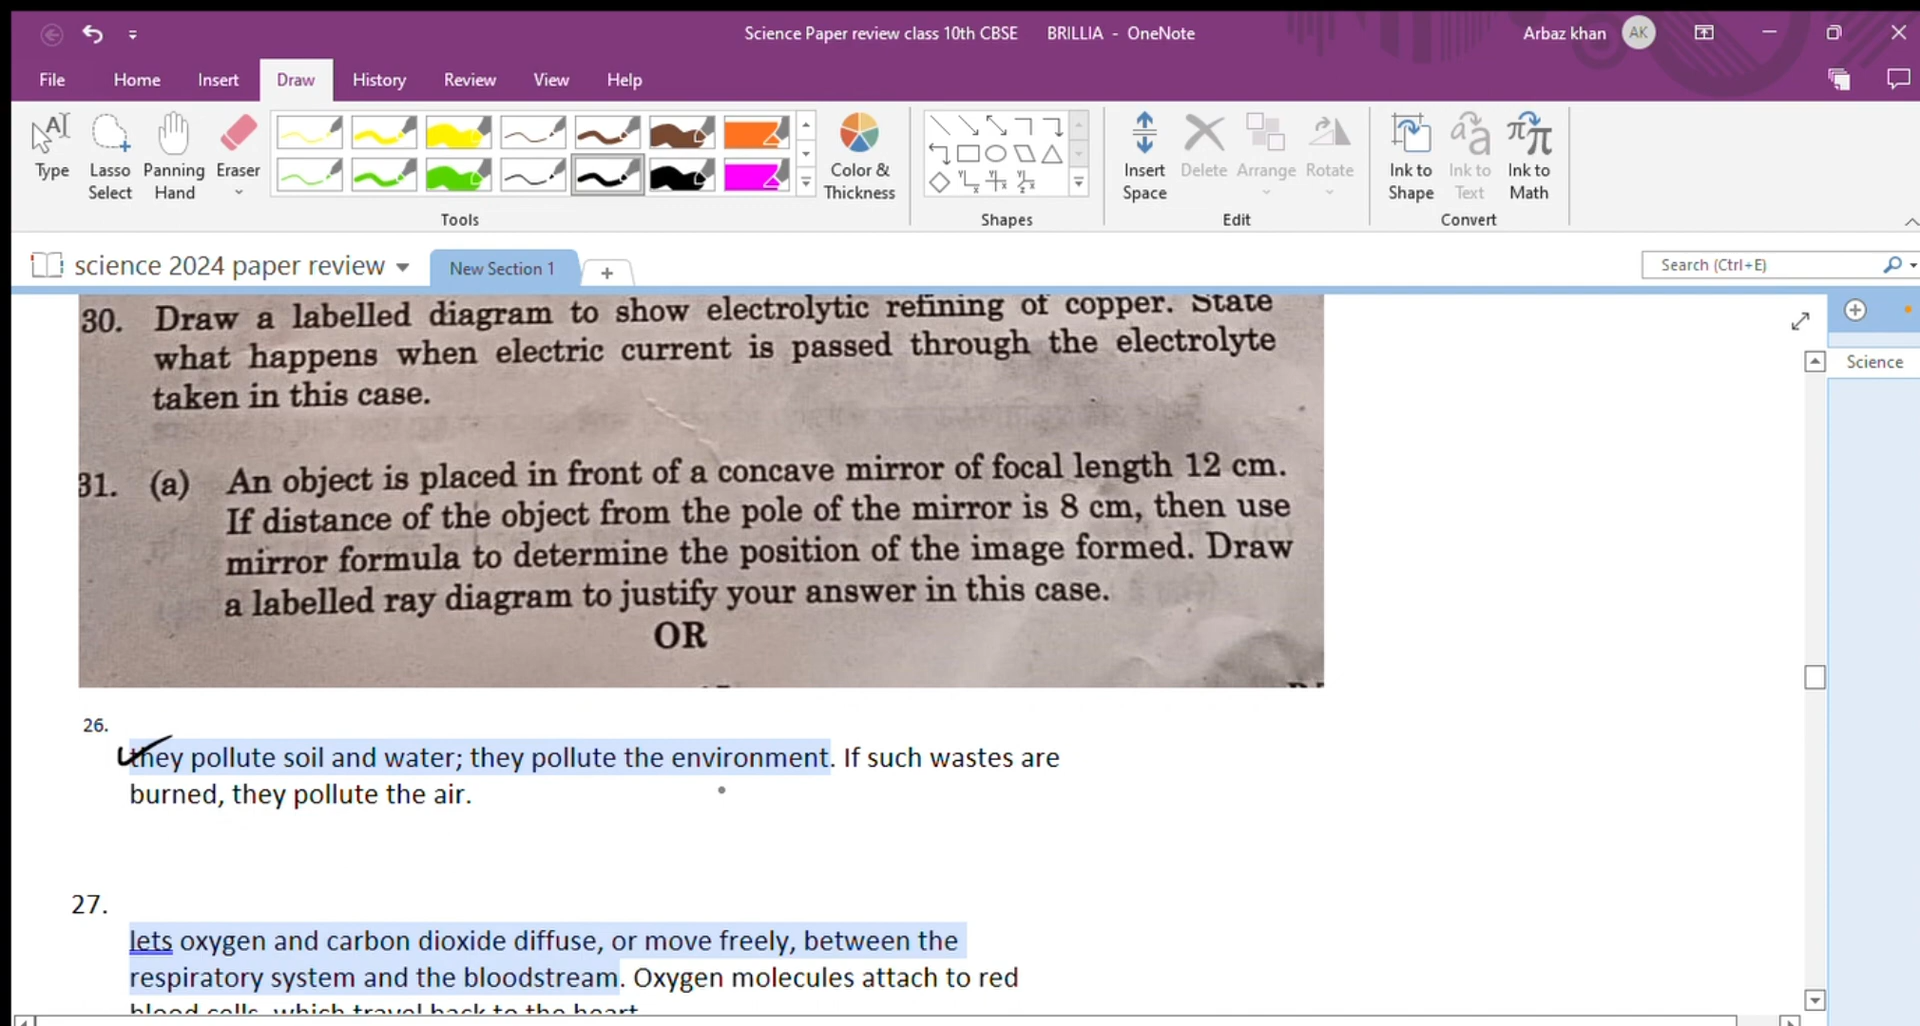 Science Paper review class 10th CBSE BRILLIA - OneNote
Arbaz khan AK
File Home Insert Draw History Review View Help
Type
Lasso Select
Panning Hand
Eraser
Color & Thickness
Insert Space
Delete
Arrange
Rotate
Ink to Shape
Ink to Text
Ink to Math
Tools
Shapes
Edit
Convert
science 2024 paper review
New Section 1
Search (Ctrl+E)
Science
30. Draw a labelled diagram to show electrolytic refining of copper. State
what happens when electric current is passed through the electrolyte
taken in this case.
31. (a) An object is placed in front of a concave mirror of focal length 12 cm.
If distance of the object from the pole of the mirror is 8 cm, then use
mirror formula to determine the position of the image formed. Draw
a labelled ray diagram to justify your answer in this case.
OR
26.
they pollute soil and water; they pollute the environment. If such wastes are
burned, they pollute the air.
27.
lets oxygen and carbon dioxide diffuse, or move freely, between the
respiratory system and the bloodstream. Oxygen molecules attach to red
blood cells, which travel back to the heart.